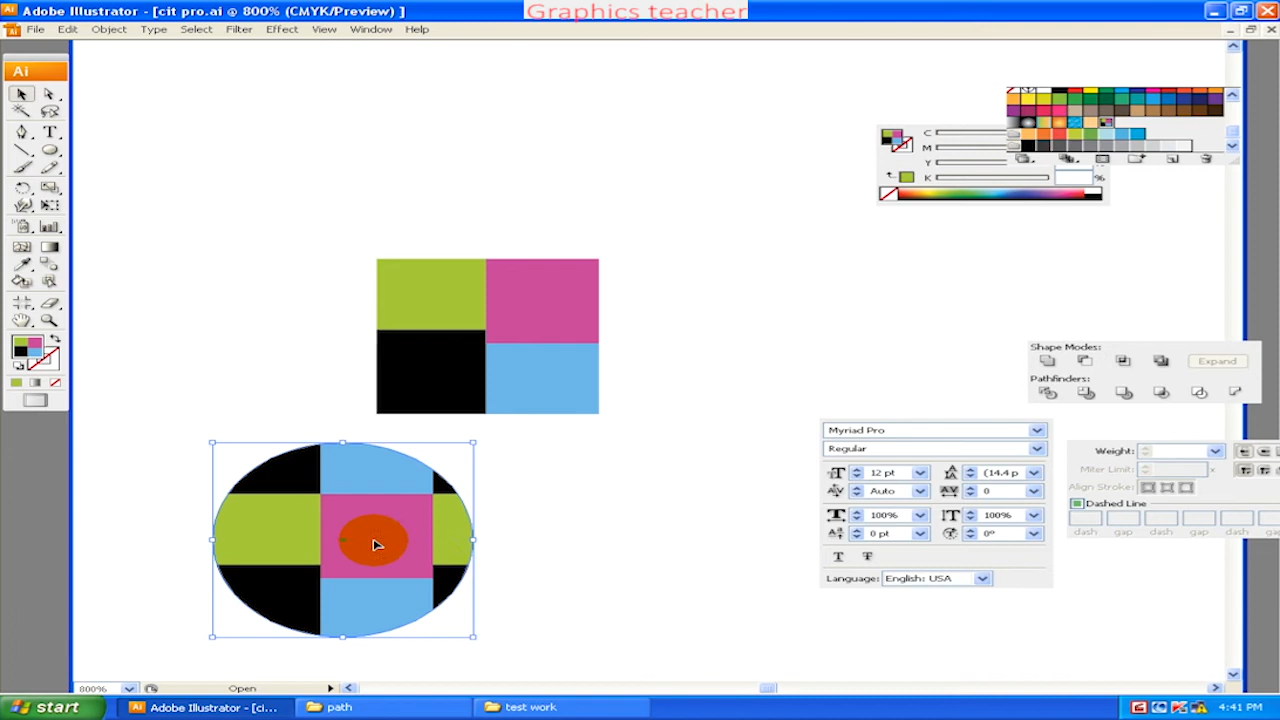 Adobe Illustrator - [cit pro.ai @ 800% (CMYK/Preview) ]
Graphics teacher
File Edit Object Type Select Filter Effect View Window Help
Ai
C
M
Y
K %
Shape Modes:
Expand
Pathfinders:
Myriad Pro
Regular
12 pt (14.4 p
Auto 0
100% 100%
0 pt 0°
T T
Language: English: USA
Weight:
Miter Limit: x
Align Stroke:
Dashed Line
dash gap dash gap dash gap
800% Open
start Adobe Illustrator - [ci... path test work 4:41 PM